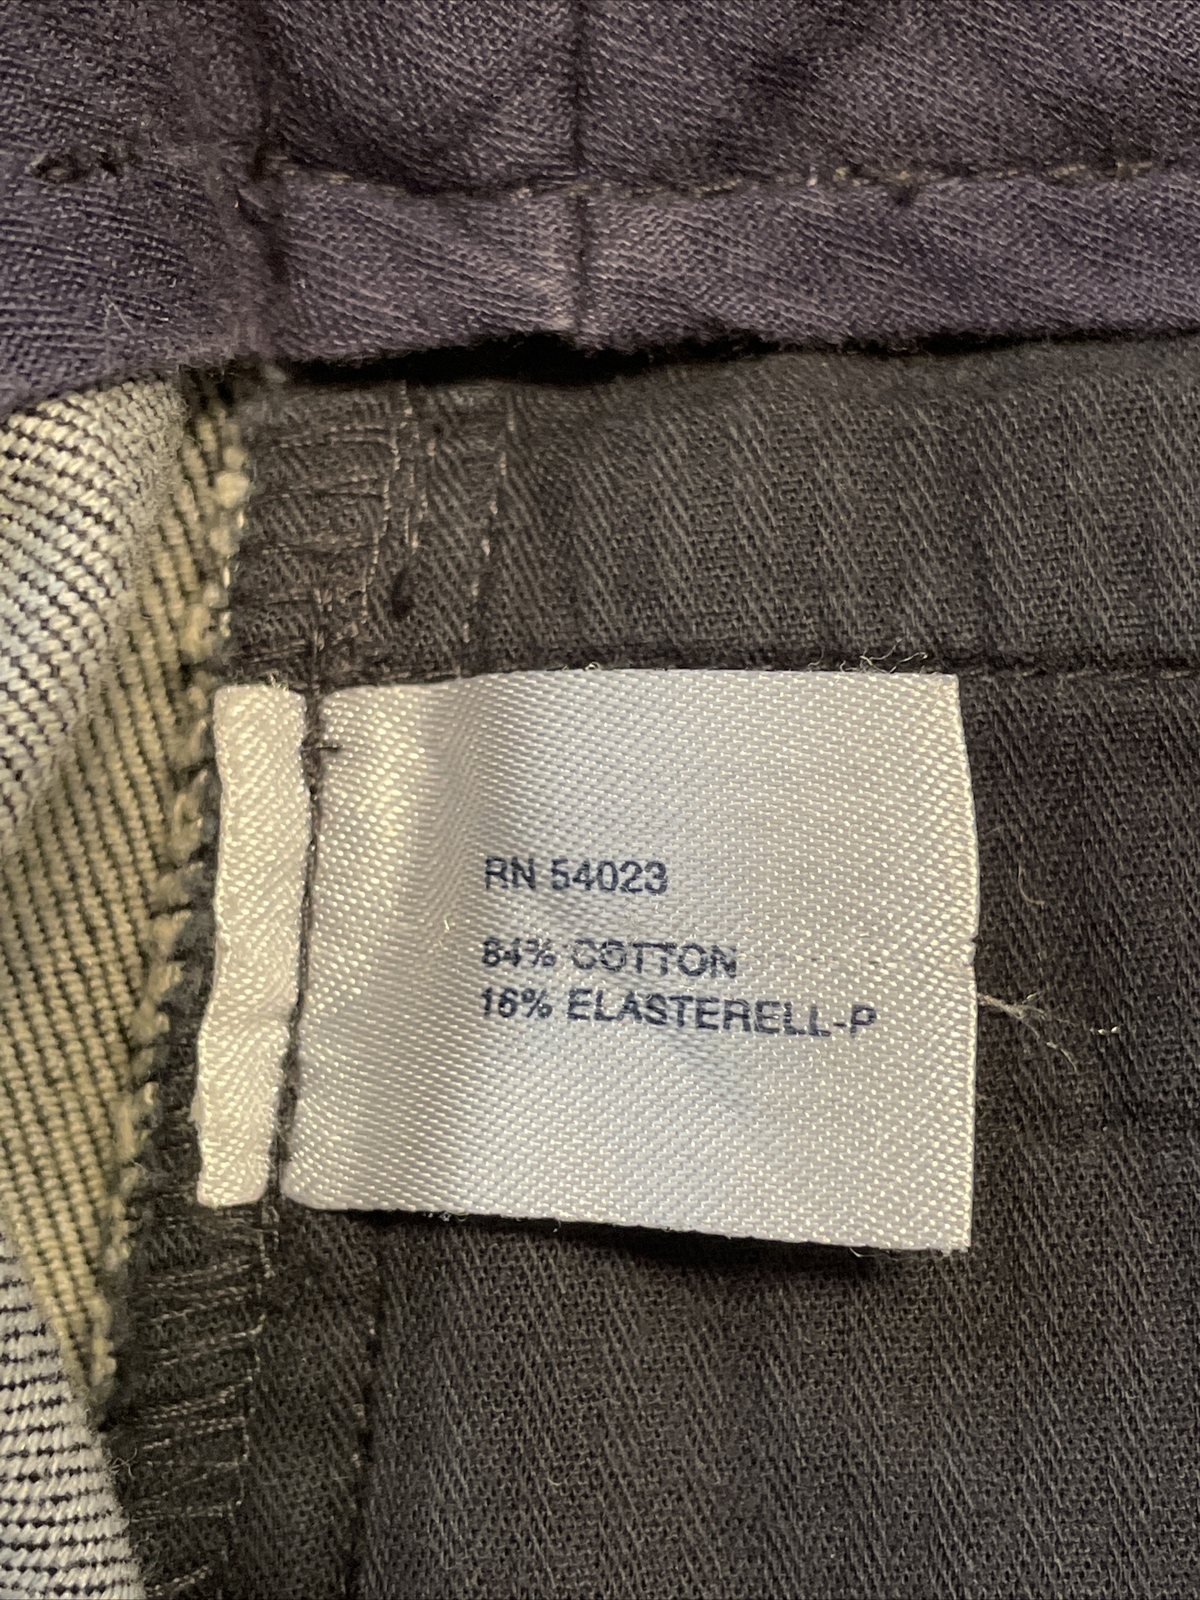 RN 54023
84% COTTON
16% ELASTERELL-P